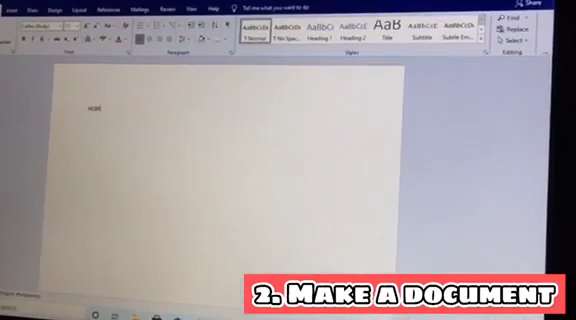 Insert Draw Design Layout References Mailings Review View Help Tell me what you want to do Share
AaBbCcDc AaBbCcDc AaBbCc AaBbCcE AaB AaBbCcE AaBbCcDc Find
Replace
¶ Normal ¶ No Spac... Heading 1 Heading 2 Title Subtitle Subtle Em... Select
Font Paragraph Styles Editing
2. Make a document